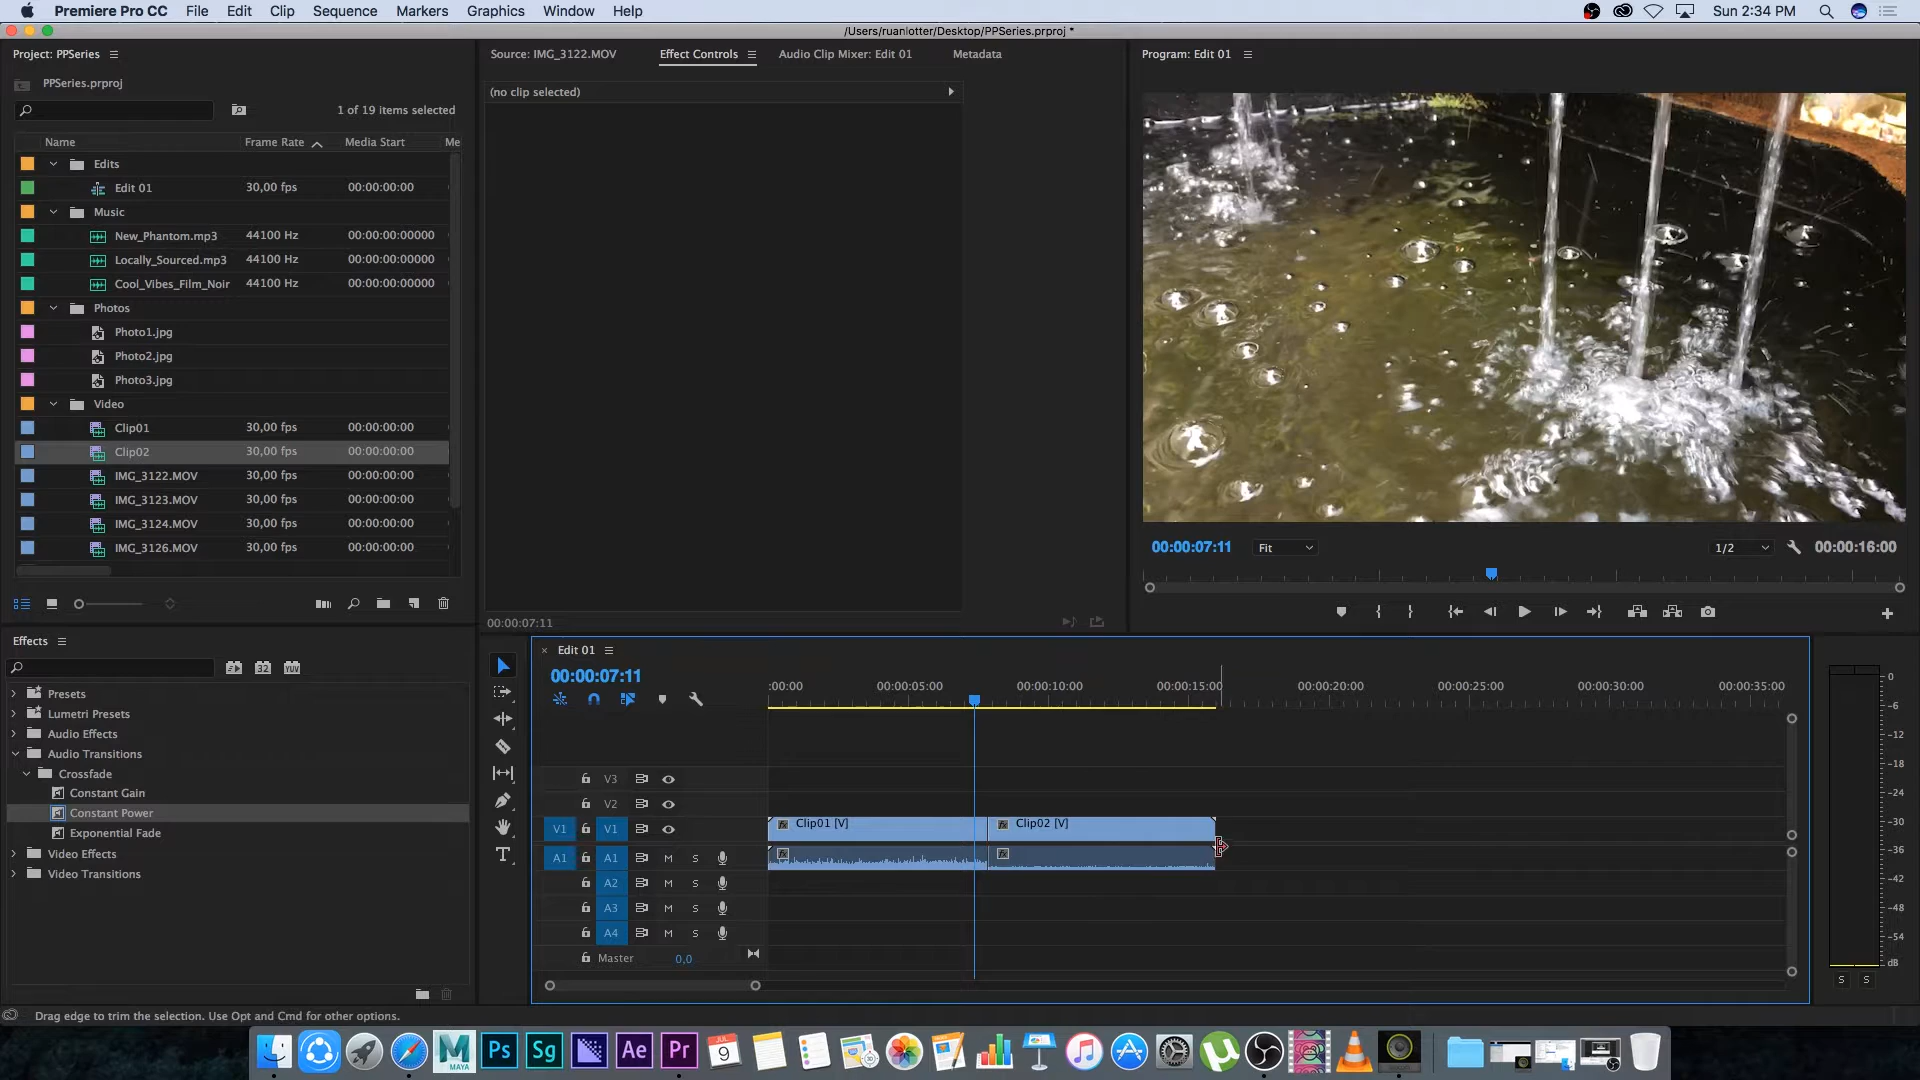 Premiere Pro CC File Edit Clip Sequence Markers Graphics Window Help Sun 2:34 PM
/Users/ruanlotter/Desktop/PPSeries.prproj *
Project: PPSeries
PPSeries.prproj
1 of 19 items selected
Name Frame Rate Media Start Me
Edits
Edit 01 30,00 fps 00:00:00:00
Music
New_Phantom.mp3 44100 Hz 00:00:00:00000
Locally_Sourced.mp3 44100 Hz 00:00:00:00000
Cool_Vibes_Film_Noir 44100 Hz 00:00:00:00000
Photos
Photo1.jpg
Photo2.jpg
Photo3.jpg
Video
Clip01 30,00 fps 00:00:00:00
Clip02 30,00 fps 00:00:00:00
IMG_3122.MOV 30,00 fps 00:00:00:00
IMG_3123.MOV 30,00 fps 00:00:00:00
IMG_3124.MOV 30,00 fps 00:00:00:00
IMG_3126.MOV 30,00 fps 00:00:00:00
Source: IMG_3122.MOV Effect Controls Audio Clip Mixer: Edit 01 Metadata
(no clip selected)
00:00:07:11
Program: Edit 01
00:00:07:11 Fit 1/2 00:00:16:00
Effects
32 YUV
Presets
Lumetri Presets
Audio Effects
Audio Transitions
Crossfade
Constant Gain
Constant Power
Exponential Fade
Video Effects
Video Transitions
Edit 01
00:00:07:11
:00:00 00:00:05:00 00:00:10:00 00:00:15:00 00:00:20:00 00:00:25:00 00:00:30:00 00:00:35:00
V3
V2
V1 V1 Clip01 [V] Clip02 [V]
A1 A1 M S
A2 M S
A3 M S
A4 M S
Master 0,0
0
-6
-12
-18
-24
-30
-36
-42
-48
-54
dB
S S
Drag edge to trim the selection. Use Opt and Cmd for other options.
MAYA Ps Sg Ae Pr JUL 9